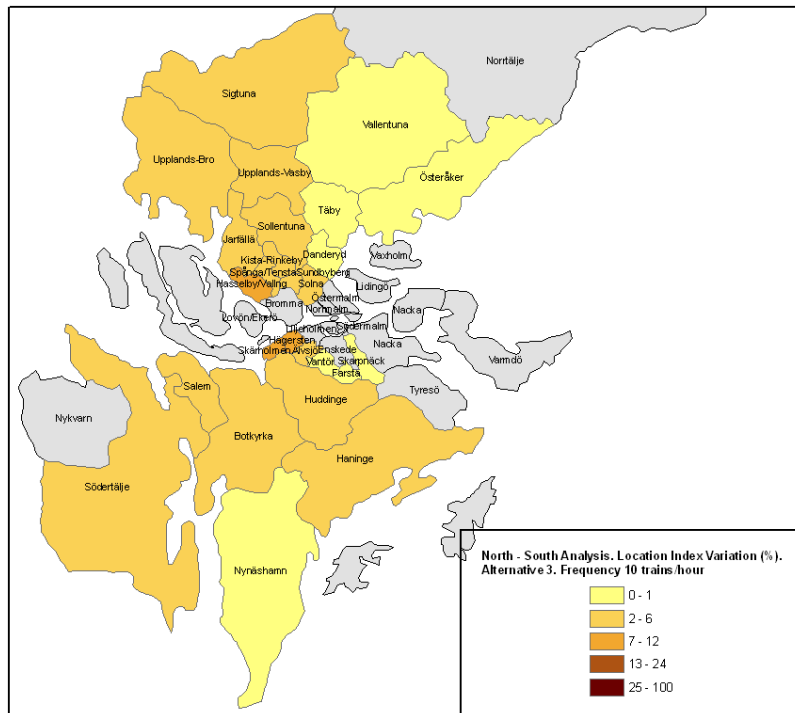 Norrtälje
Sigtuna
Vallentuna
Upplands-Bro
Upplands-Vasby
Österåker
Täby
Sollentuna
Jarfällä
Danderyd
Vaxholm
Kista-Rinkeby
Spånga/Tensta
Sundbyberg
Hasselby/Vallng
Solna
Lidingö
Östermalm
Bromma
Norrmalm
Nacka
Lovön/Ekerö
Liljeholmen
Södermalm
Hägersten
Enskede
Nacka
Skärholmen
Älvsjö
Varmdö
Vantör
Skarpnäck
Farsta
Salem
Huddinge
Tyresö
Nykvarn
Botkyrka
Haninge
Södertälje
Nynäshamn
North - South Analysis. Location Index Variation (%).
Alternative 3. Frequency 10 trains/hour
0 - 1
2 - 6
7 - 12
13 - 24
25 - 100